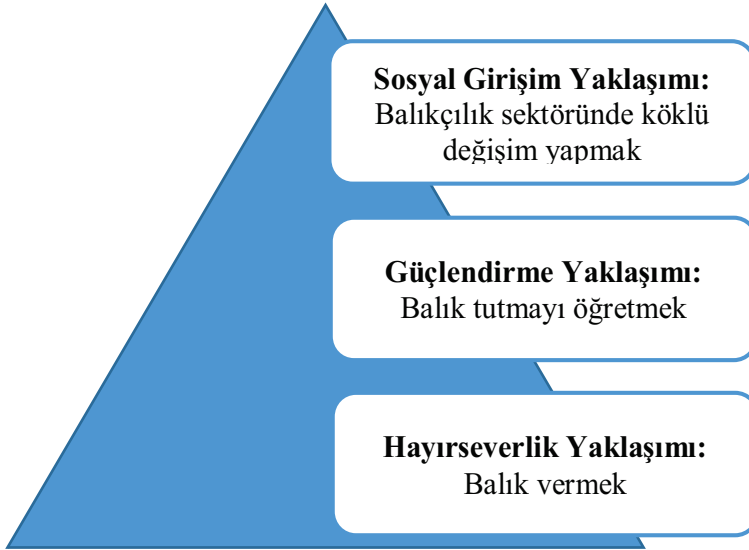 Sosyal Girişim Yaklaşımı:
Balıkçılık sektöründe köklü
değişim yapmak
Güçlendirme Yaklaşımı:
Balık tutmayı öğretmek
Hayırseverlik Yaklaşımı:
Balık vermek